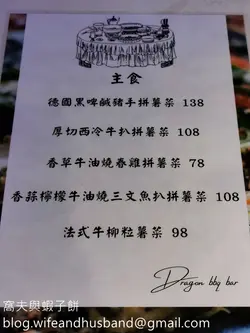 主食
德國黑啤鹹豬手拼薯菜 138
厚切西冷牛扒拼薯菜 108
香草牛油燒春雞拼薯菜 78
香蒜檸檬牛油燒三文魚扒拼薯菜 108
法式牛柳粒薯菜 98
Dragon bbq bar
窩夫與蝦子餅
blog.wifeandhusband@gmail.com